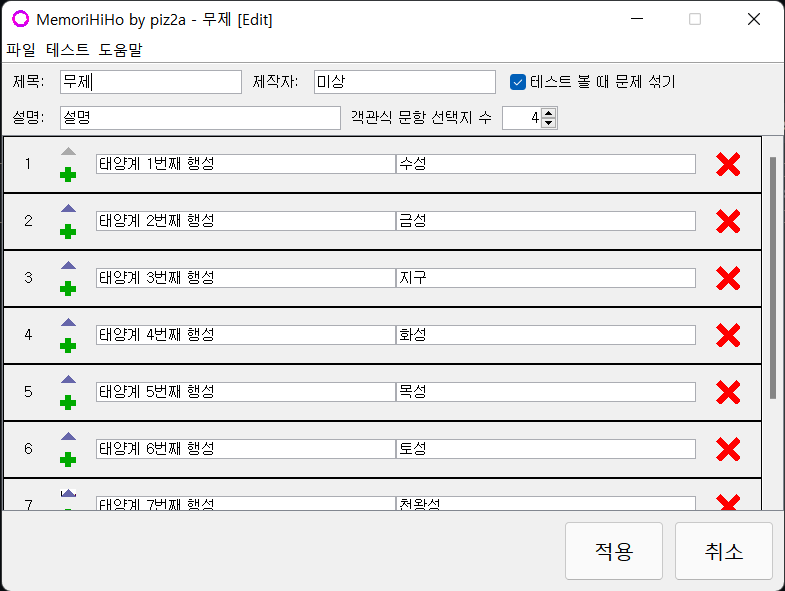 MemoriHiHo by piz2a - 무제 [Edit]
파일 테스트 도움말
제목: 무제 제작자: 미상 테스트 볼 때 문제 섞기
설명: 설명 객관식 문항 선택지 수 4
1 태양계 1번째 행성 수성
2 태양계 2번째 행성 금성
3 태양계 3번째 행성 지구
4 태양계 4번째 행성 화성
5 태양계 5번째 행성 목성
6 태양계 6번째 행성 토성
7 태양계 7번째 행성 천왕성
적용 취소